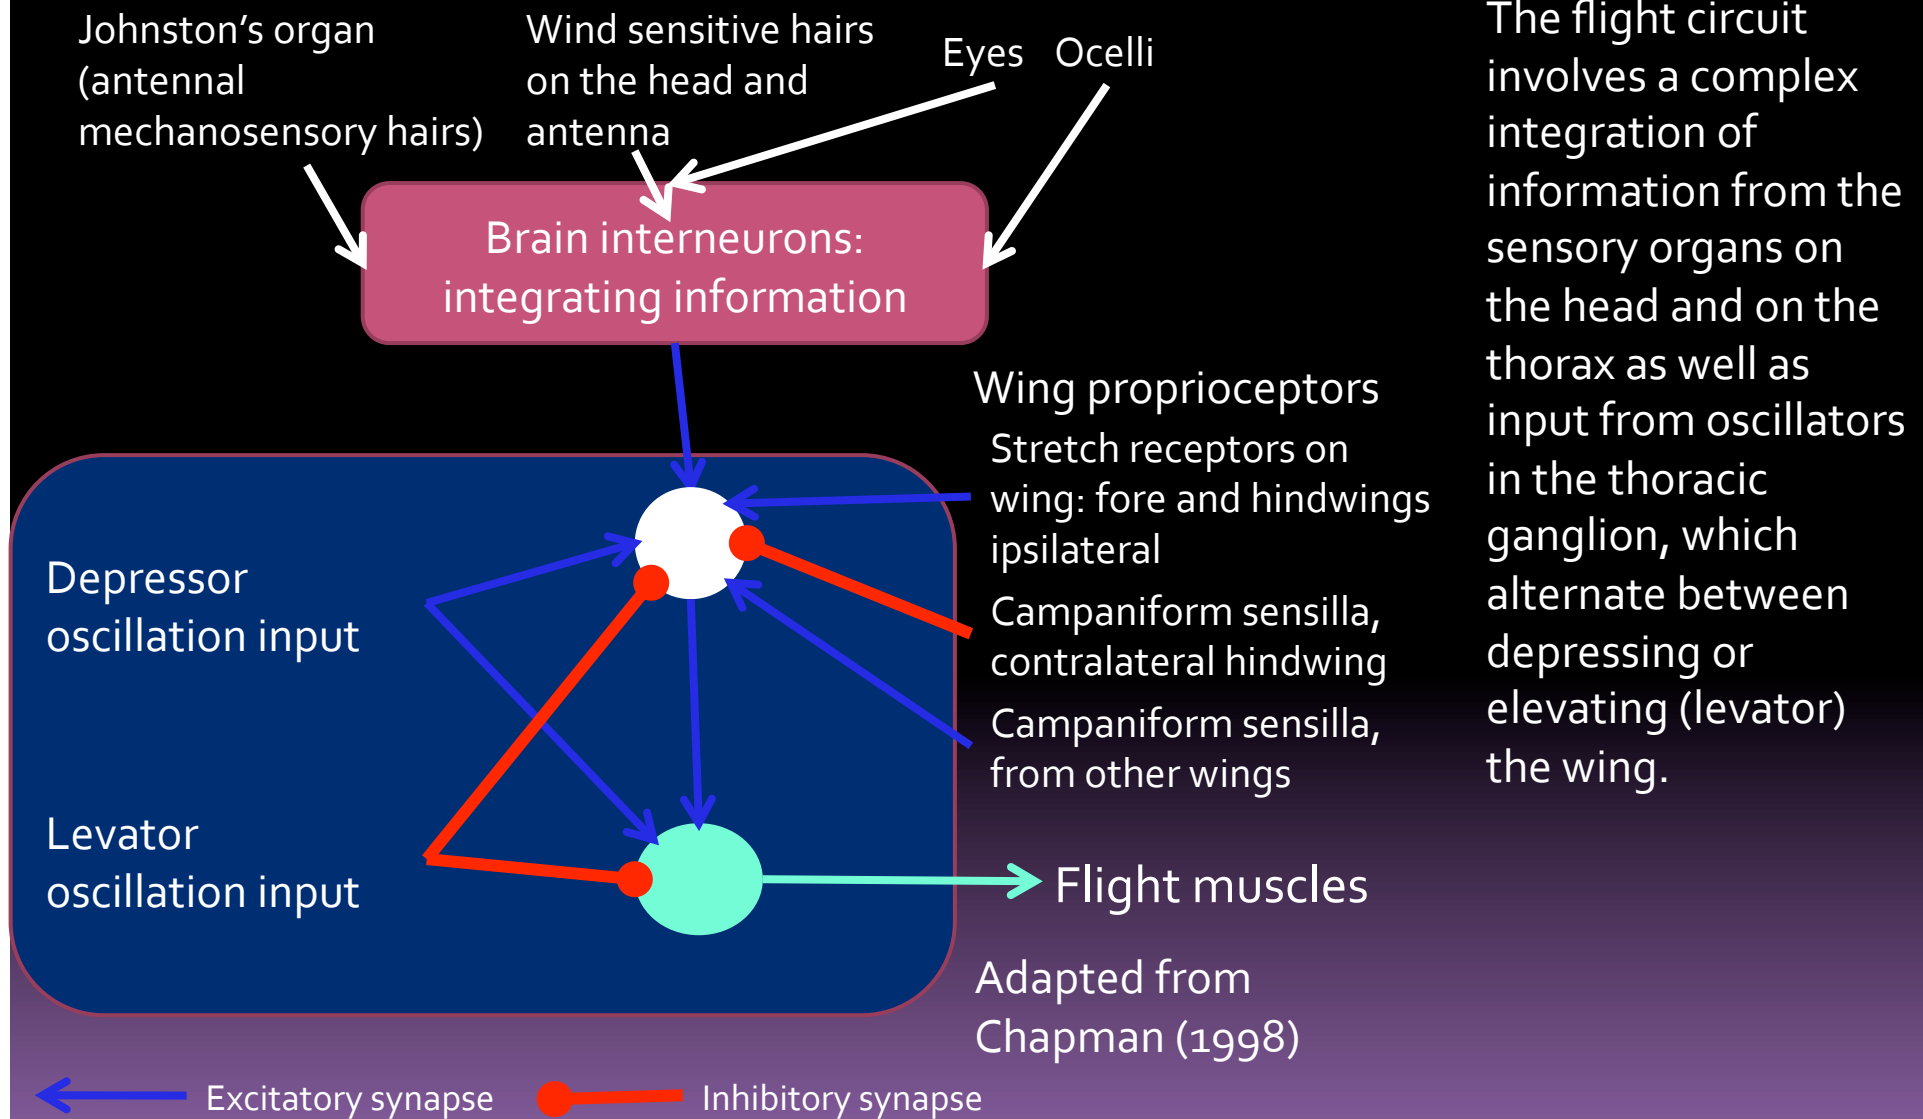 Johnston’s organ
(antennal
mechanosensory hairs)
Wind sensitive hairs
on the head and
antenna
Eyes
Ocelli
Brain interneurons:
integrating information
Wing proprioceptors
Stretch receptors on
wing: fore and hindwings
ipsilateral
Campaniform sensilla,
contralateral hindwing
Campaniform sensilla,
from other wings
Depressor
oscillation input
Levator
oscillation input
Flight muscles
Adapted from
Chapman (1998)
Excitatory synapse
Inhibitory synapse
The flight circuit
involves a complex
integration of
information from the
sensory organs on
the head and on the
thorax as well as
input from oscillators
in the thoracic
ganglion, which
alternate between
depressing or
elevating (levator)
the wing.